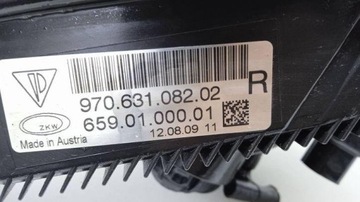 970.631.082.02
R
ZKW
659.01.000.01
Made in Austria
12.08.09 11